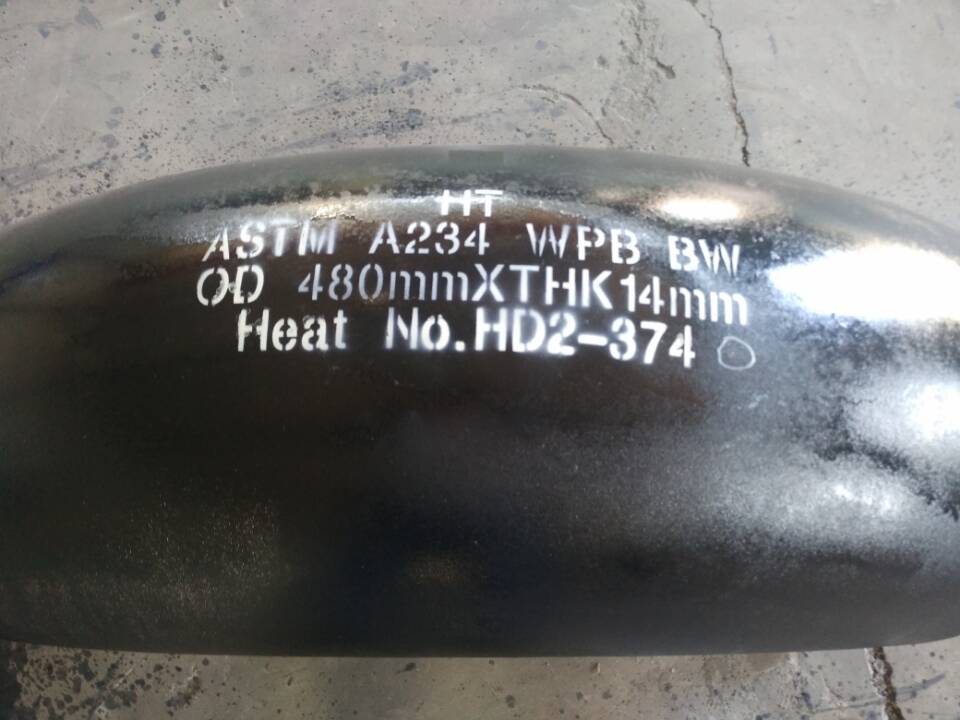 HT
ASTM A234 WPB BW
OD 480mmXTHK14mm
Heat No.HD2-374